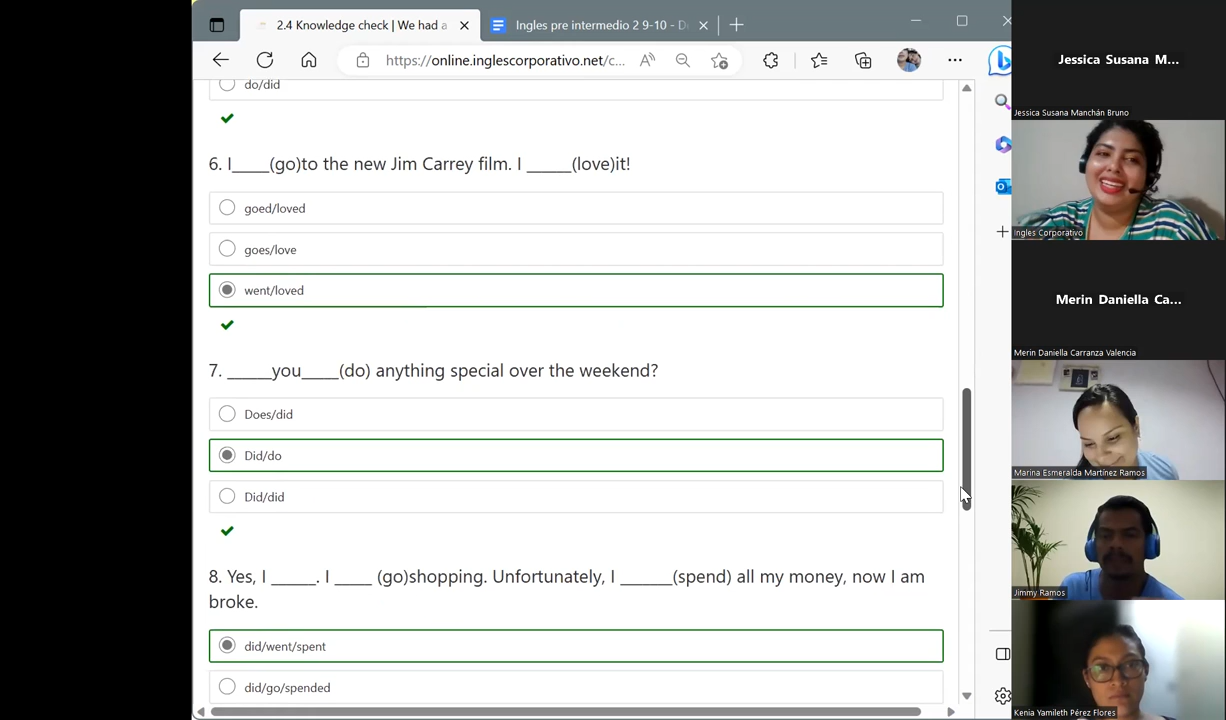 2.4 Knowledge check | We had a
Ingles pre intermedio 2 9-10 - D
https://online.inglescorporativo.net/c...
do/did
6. I____(go)to the new Jim Carrey film. I _____(love)it!
goed/loved
goes/love
went/loved
7. _____you____(do) anything special over the weekend?
Does/did
Did/do
Did/did
8. Yes, I _____. I ____ (go)shopping. Unfortunately, I ______(spend) all my money, now I am
broke.
did/went/spent
did/go/spended
Jessica Susana M...
Jessica Susana Manchán Bruno
Ingles Corporativo
Merin Daniella Ca...
Merin Daniella Carranza Valencia
Marina Esmeralda Martínez Ramos
Jimmy Ramos
Kenia Yamileth Pérez Flores